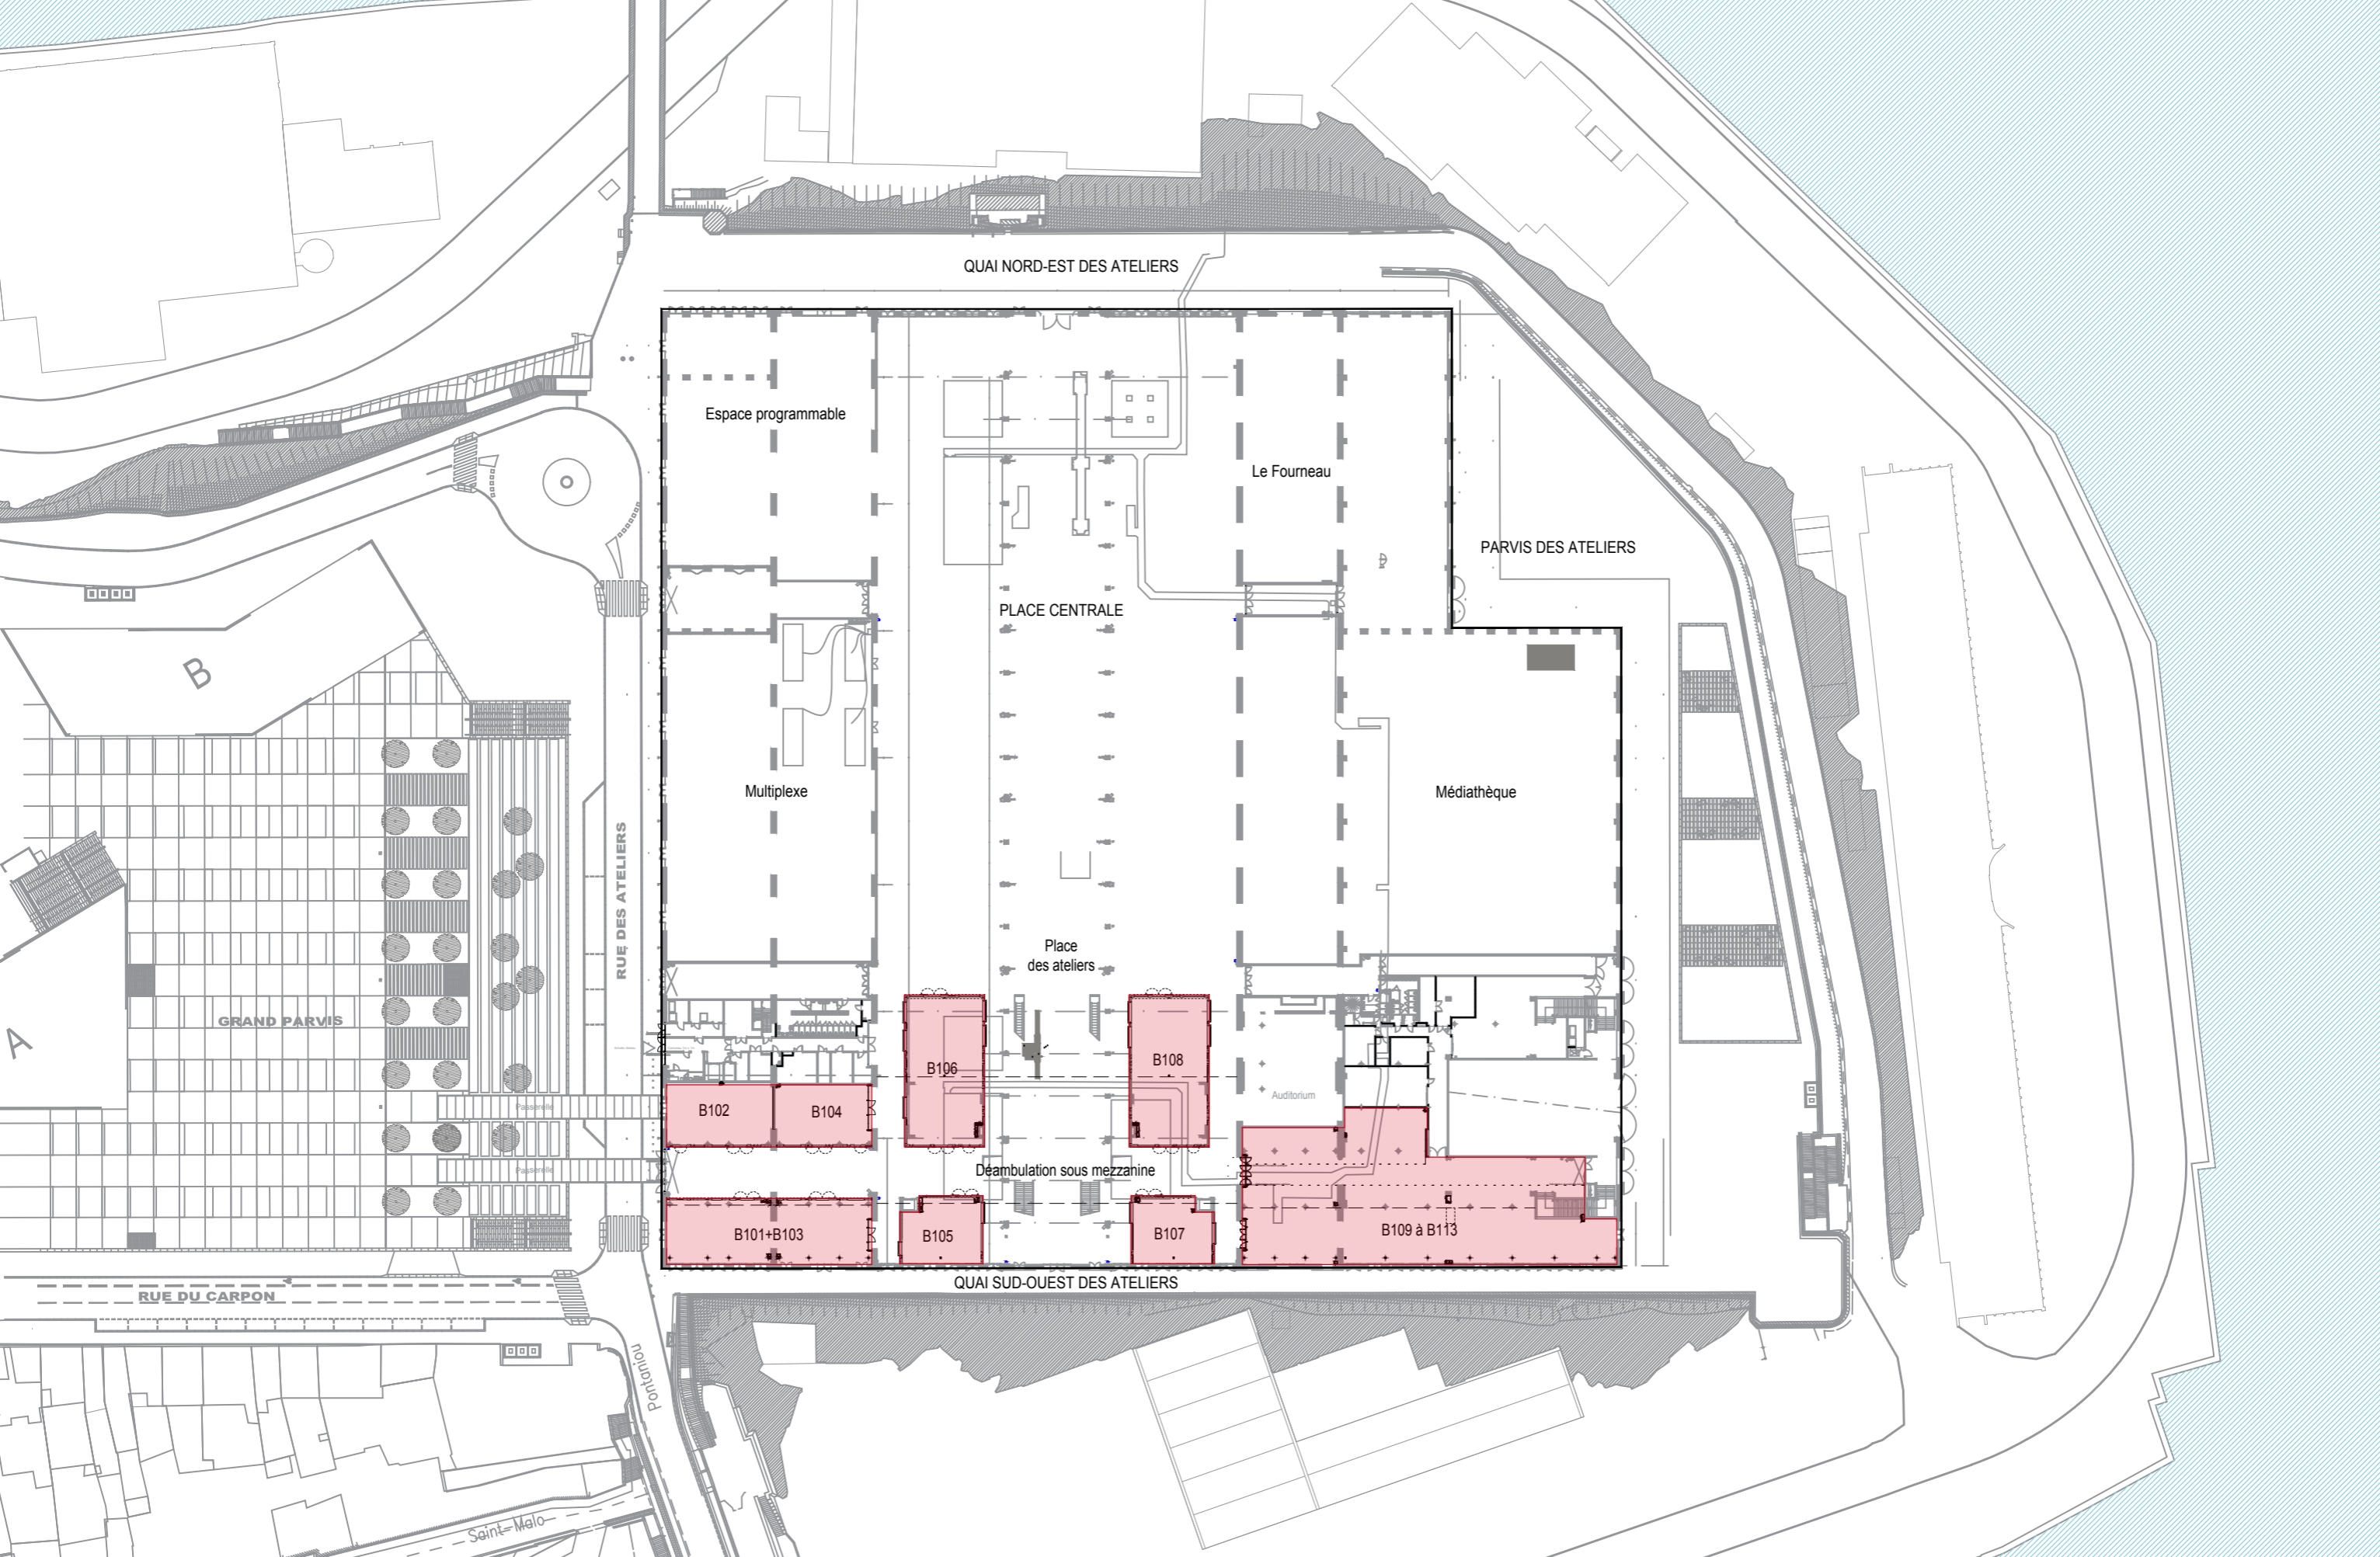 QUAI NORD-EST DES ATELIERS
Espace programmable
Le Fourneau
PARVIS DES ATELIERS
PLACE CENTRALE
B
Multiplexe
Médiathèque
RUE DES ATELIERS
Place
des ateliers
GRAND PARVIS
A
B106
B108
Auditorium
B102
B104
Passerelle
Passerelle
Déambulation sous mezzanine
B101+B103
B105
B107
B109 à B113
QUAI SUD-OUEST DES ATELIERS
RUE DU CARPON
Pontaniou
Saint-Malo